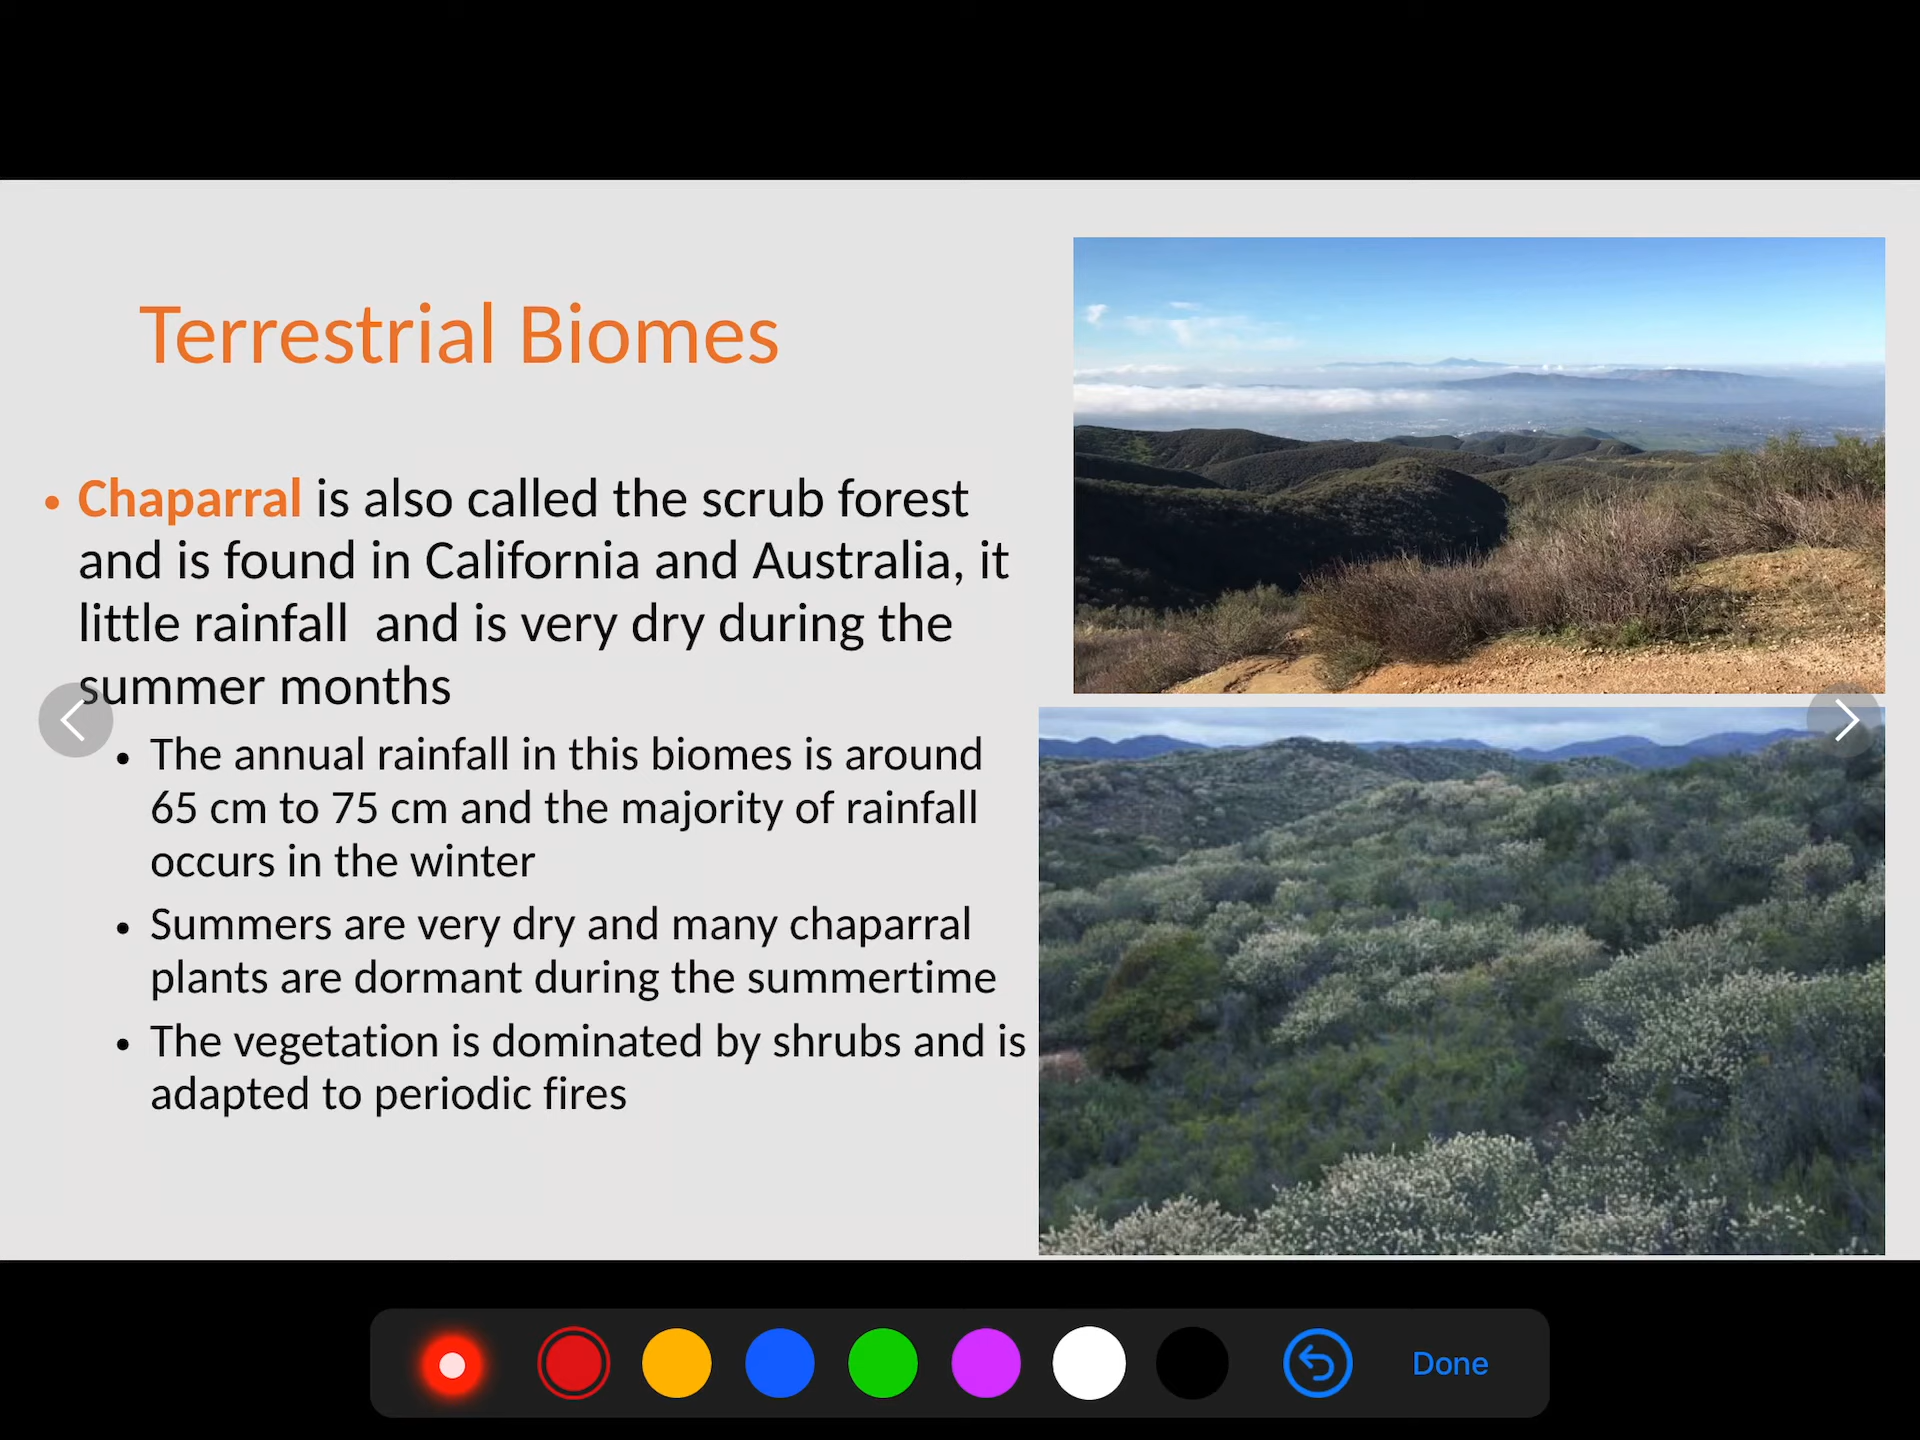 Terrestrial Biomes
• Chaparral is also called the scrub forest
and is found in California and Australia, it
little rainfall  and is very dry during the
summer months
• The annual rainfall in this biomes is around
65 cm to 75 cm and the majority of rainfall
occurs in the winter
• Summers are very dry and many chaparral
plants are dormant during the summertime
• The vegetation is dominated by shrubs and is
adapted to periodic fires
Done